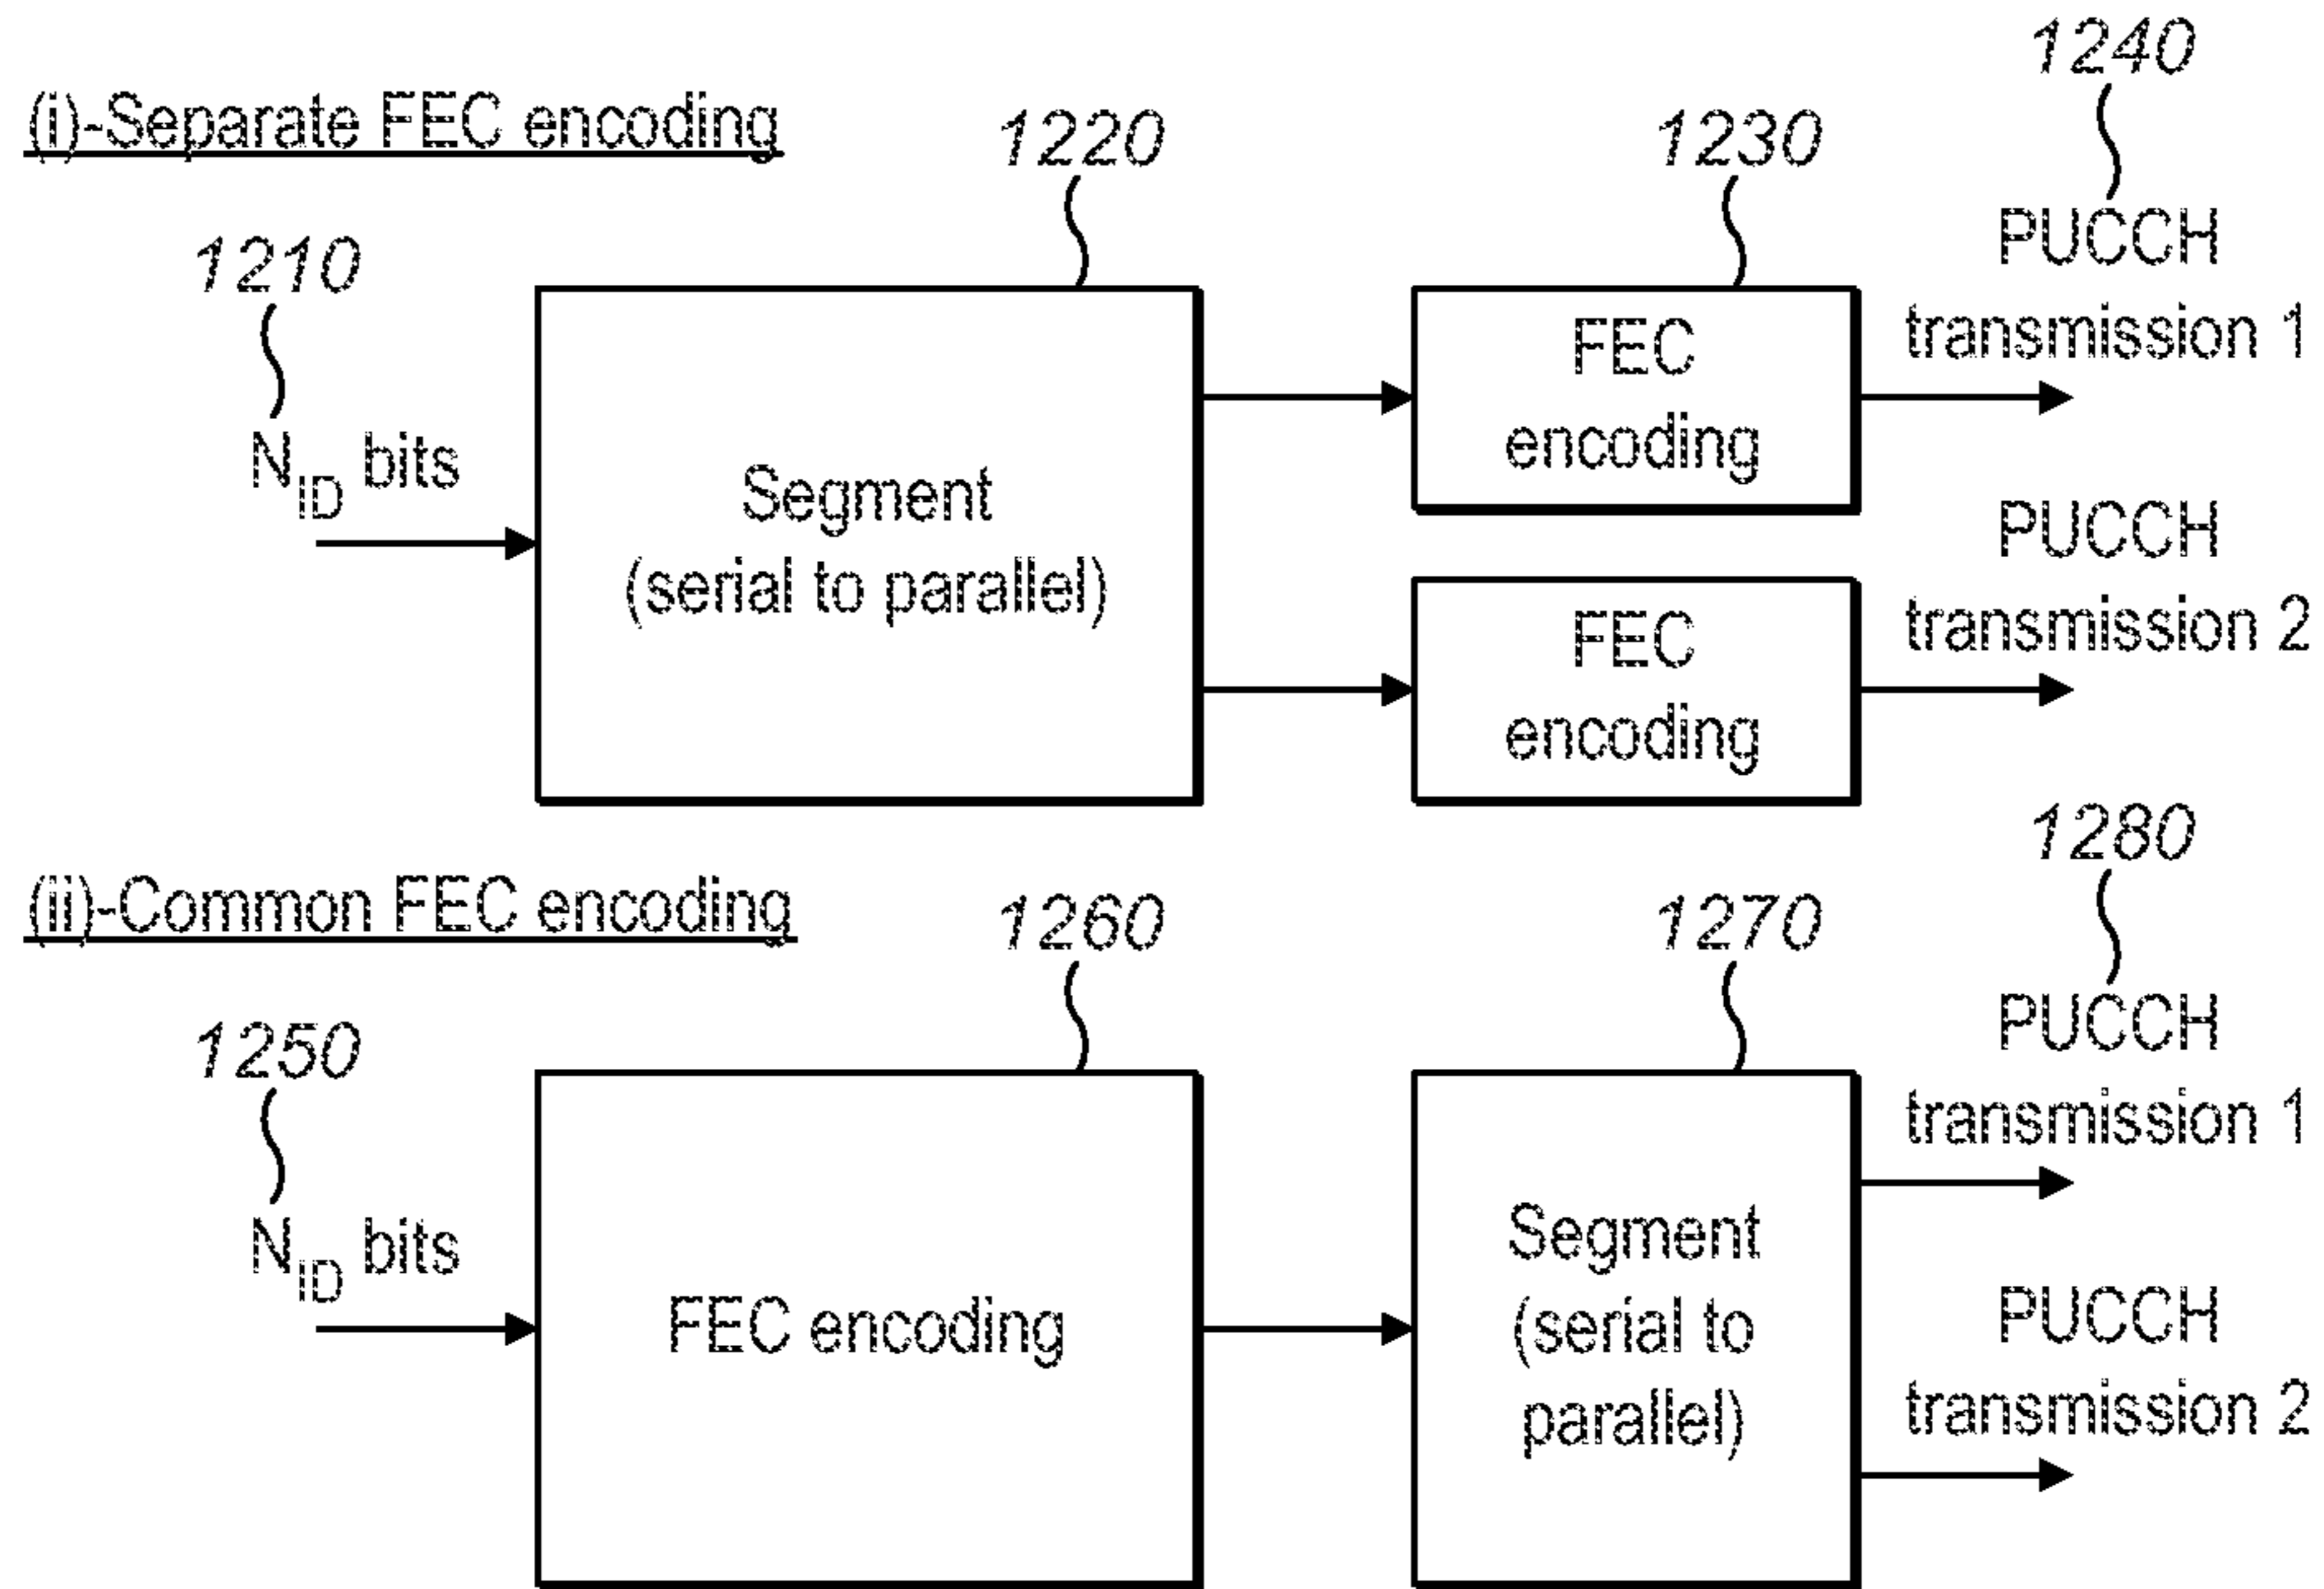 1240
(i)-Separate FEC encoding
1220
1230
1210
PUCCH
transmission 1
FEC
encoding
N_ID bits
Segment
(serial to parallel)
PUCCH
transmission 2
FEC
encoding
1280
(ii)-Common FEC encoding
1260
1270
1250
PUCCH
transmission 1
N_ID bits
FEC encoding
Segment
(serial to
parallel)
PUCCH
transmission 2